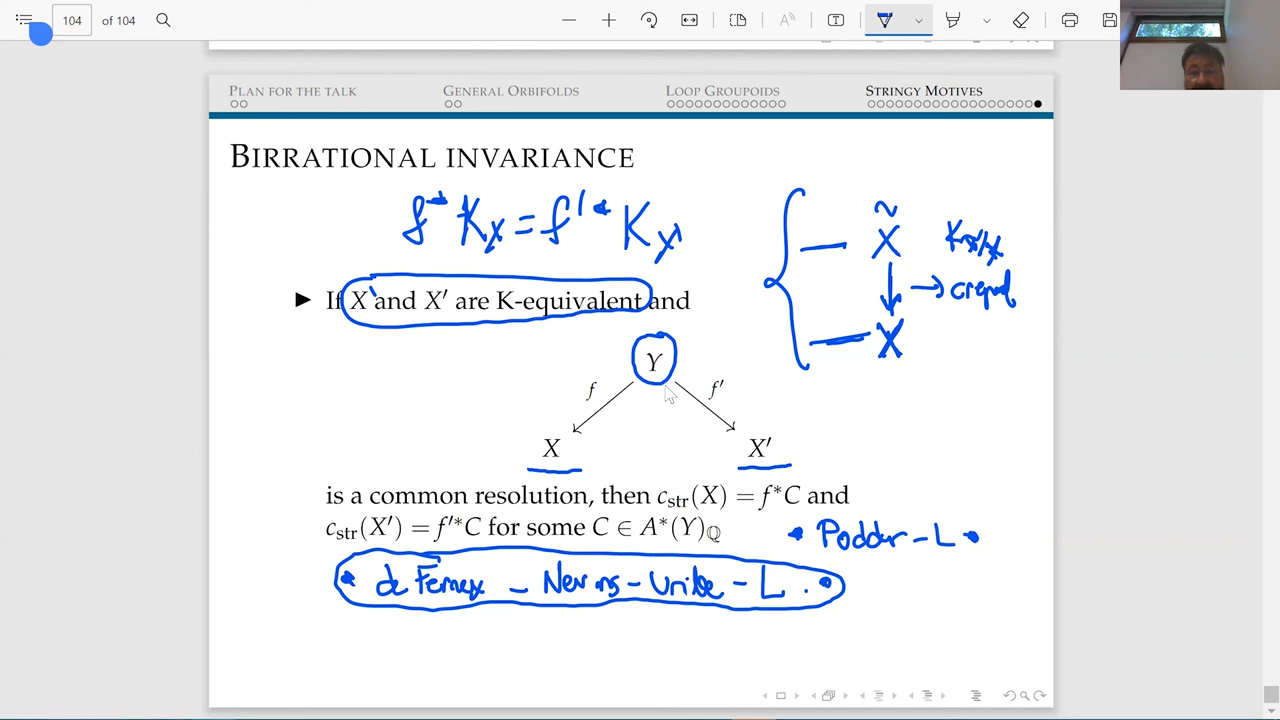 104 of 104
PLAN FOR THE TALK GENERAL ORBIFOLDS LOOP GROUPOIDS STRINGY MOTIVES
BIRRATIONAL INVARIANCE
f* K_X = f'* K_X'
X̃
→ crepant
X
▶ If X and X′ are K-equivalent and
Y
f f′
X X′
is a common resolution, then c_str(X) = f*C and
c_str(X′) = f′*C for some C ∈ A*(Y)_ℚ
• Poddar - L •
• de Fernex - Nevins - Uribe - L. •